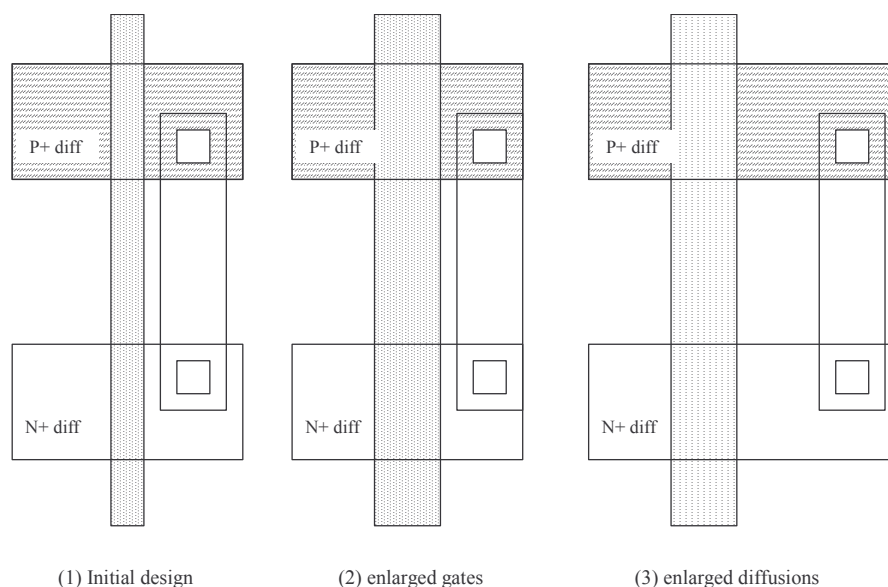 P+ diff
P+ diff
P+ diff
N+ diff
N+ diff
N+ diff
(1) Initial design
(2) enlarged gates
(3) enlarged diffusions